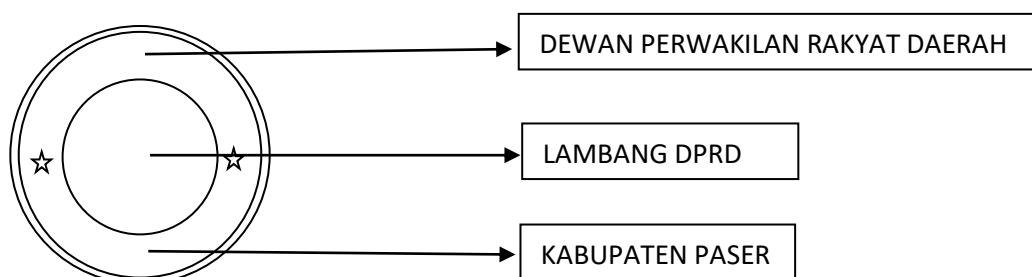 DEWAN PERWAKILAN RAKYAT DAERAH
LAMBANG DPRD
KABUPATEN PASER